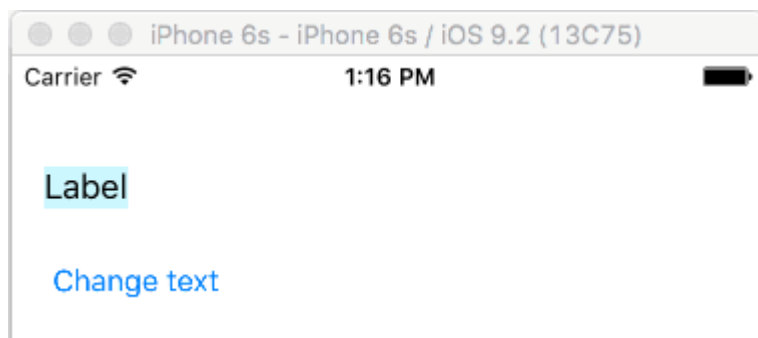 iPhone 6s - iPhone 6s / iOS 9.2 (13C75)
Carrier 1:16 PM
Label
Change text